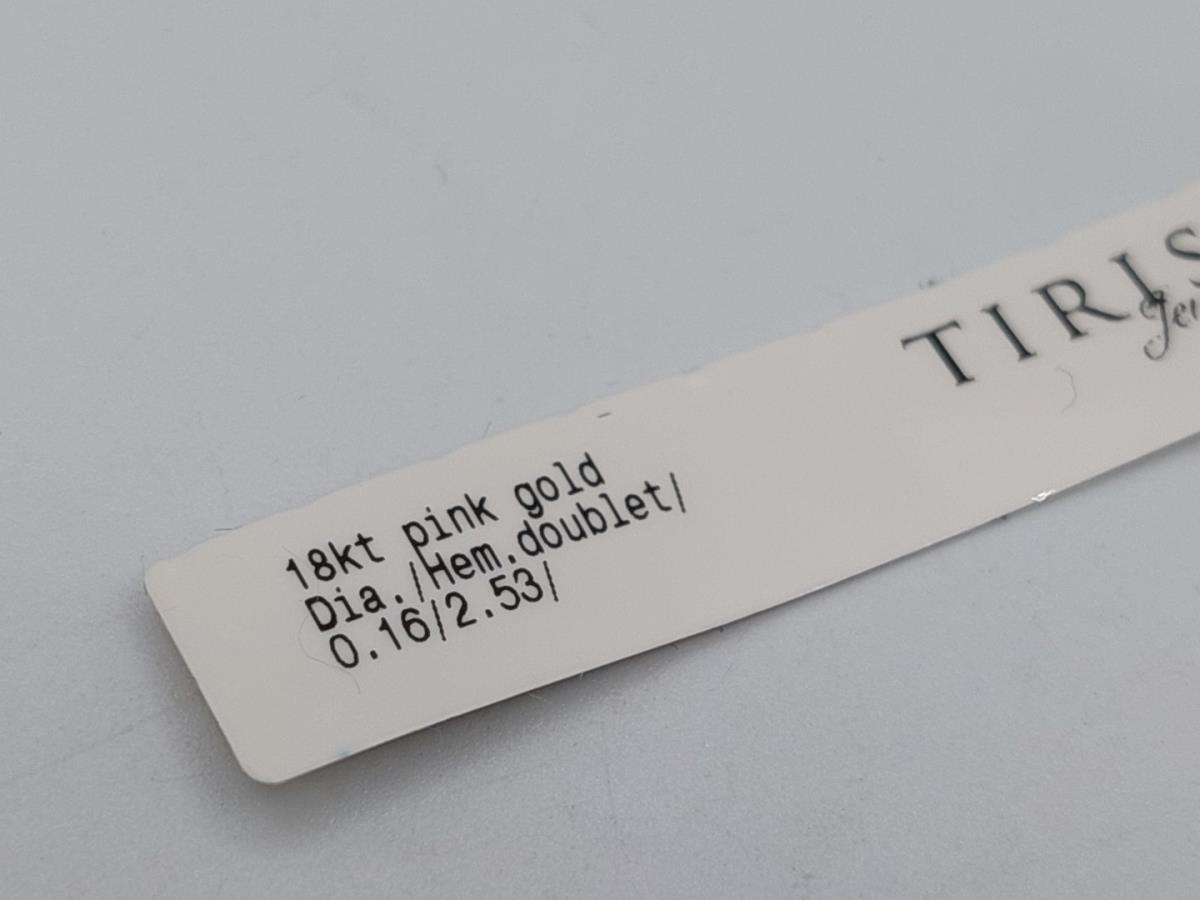 18kt pink gold
Dia./Hem.doublet/
0.16/2.53/
TIRIS